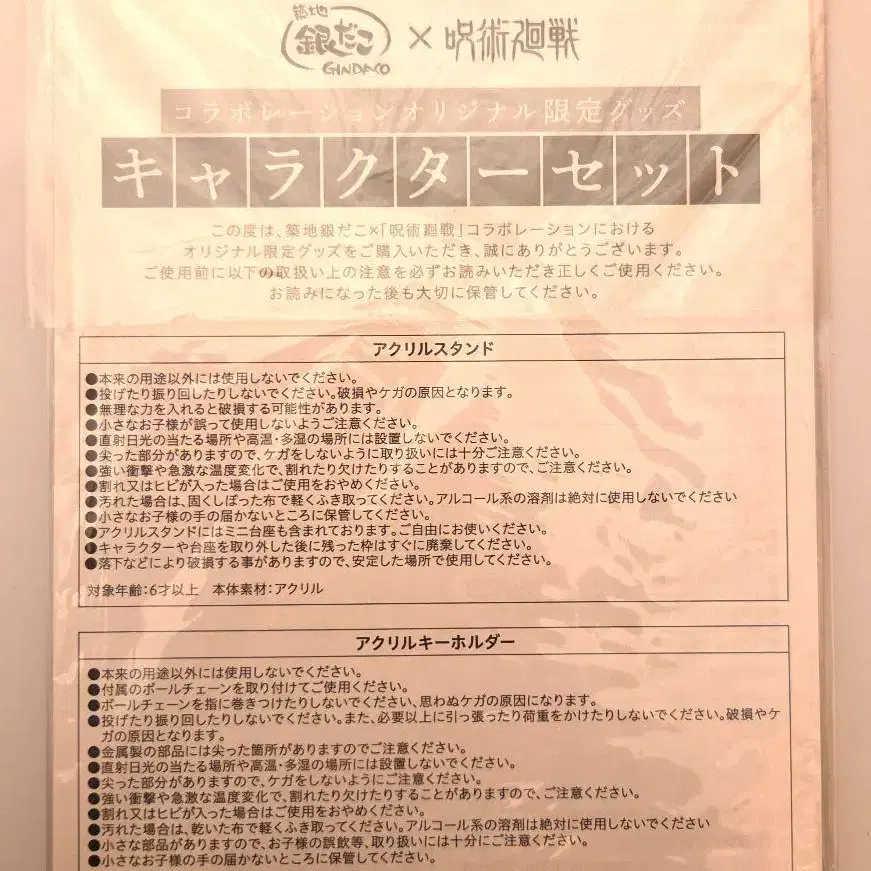 築地
銀だこ
GINDACO
× 呪術廻戦
コラボレーションオリジナル限定グッズ
キャラクターセット
この度は、築地銀だこ×「呪術廻戦」コラボレーションにおける
オリジナル限定グッズをご購入いただき、誠にありがとうございます。
ご使用前に以下の取扱い上の注意を必ずお読みいただき正しくご使用ください。
お読みになった後も大切に保管してください。
アクリルスタンド
●本来の用途以外には使用しないでください。
●投げたり振り回したりしないでください。破損やケガの原因となります。
●無理な力を入れると破損する可能性があります。
●小さなお子様が誤って使用しないようご注意ください。
●直射日光の当たる場所や高温・多湿の場所には設置しないでください。
●尖った部分がありますので、ケガをしないように取り扱いには十分ご注意ください。
●強い衝撃や急激な温度変化で、割れたり欠けたりすることがありますので、ご注意ください。
●割れ又はヒビが入った場合はご使用をおやめください。
●汚れた場合は、固くしぼった布で軽くふき取ってください。アルコール系の溶剤は絶対に使用しないでください
●小さなお子様の手の届かないところに保管してください。
●アクリルスタンドにはミニ台座も含まれております。ご自由にお使いください。
●キャラクターや台座を取り外した後に残った枠はすぐに廃棄してください。
●落下などにより破損する事がありますので、安定した場所で使用してください。
対象年齢:6才以上 本体素材:アクリル
アクリルキーホルダー
●本来の用途以外には使用しないでください。
●付属のボールチェーンを取り付けてご使用ください。
●ボールチェーンを指に巻きつけたりしないでください、思わぬケガの原因になります。
●投げたり振り回したりしないでください。また、必要以上に引っ張ったり荷重をかけたりしないでください。破損やケ
ガの原因となります。
●金属製の部品には尖った箇所がありますのでご注意ください。
●直射日光の当たる場所や高温・多湿の場所には設置しないでください。
●尖った部分がありますので、ケガをしないようにご注意ください。
●強い衝撃や急激な温度変化で、割れたり欠けたりすることがありますので、ご注意ください。
●割れ又はヒビが入った場合はご使用をおやめください。
●汚れた場合は、乾いた布で軽くふき取ってください。アルコール系の溶剤は絶対に使用しないでください
●小さな部品がありますので、お子様の誤飲等、取り扱いには十分にご注意ください。
●小さなお子様の手の届かないところに保管してください。